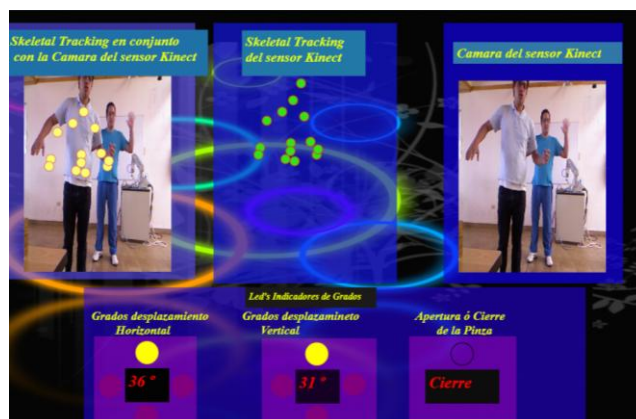 Skeletal Tracking en conjunto
con la Camara del sensor Kinect
Skeletal Tracking
del sensor Kinect
Camara del sensor Kinect
Led's Indicadores de Grados
Grados desplazamiento
Horizontal
Grados desplazamineto
Vertical
Apertura ó Cierre
de la Pinza
36 °
31 °
Cierre